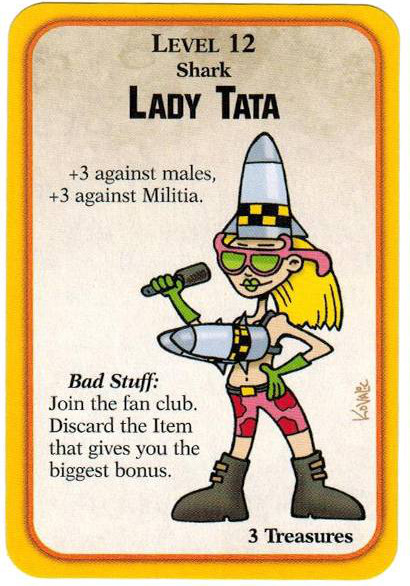 LEVEL 12
Shark
LADY TATA
+3 against males,
+3 against Militia.
Bad Stuff:
Join the fan club.
Discard the Item
that gives you the
biggest bonus.
KOVALIC
3 Treasures